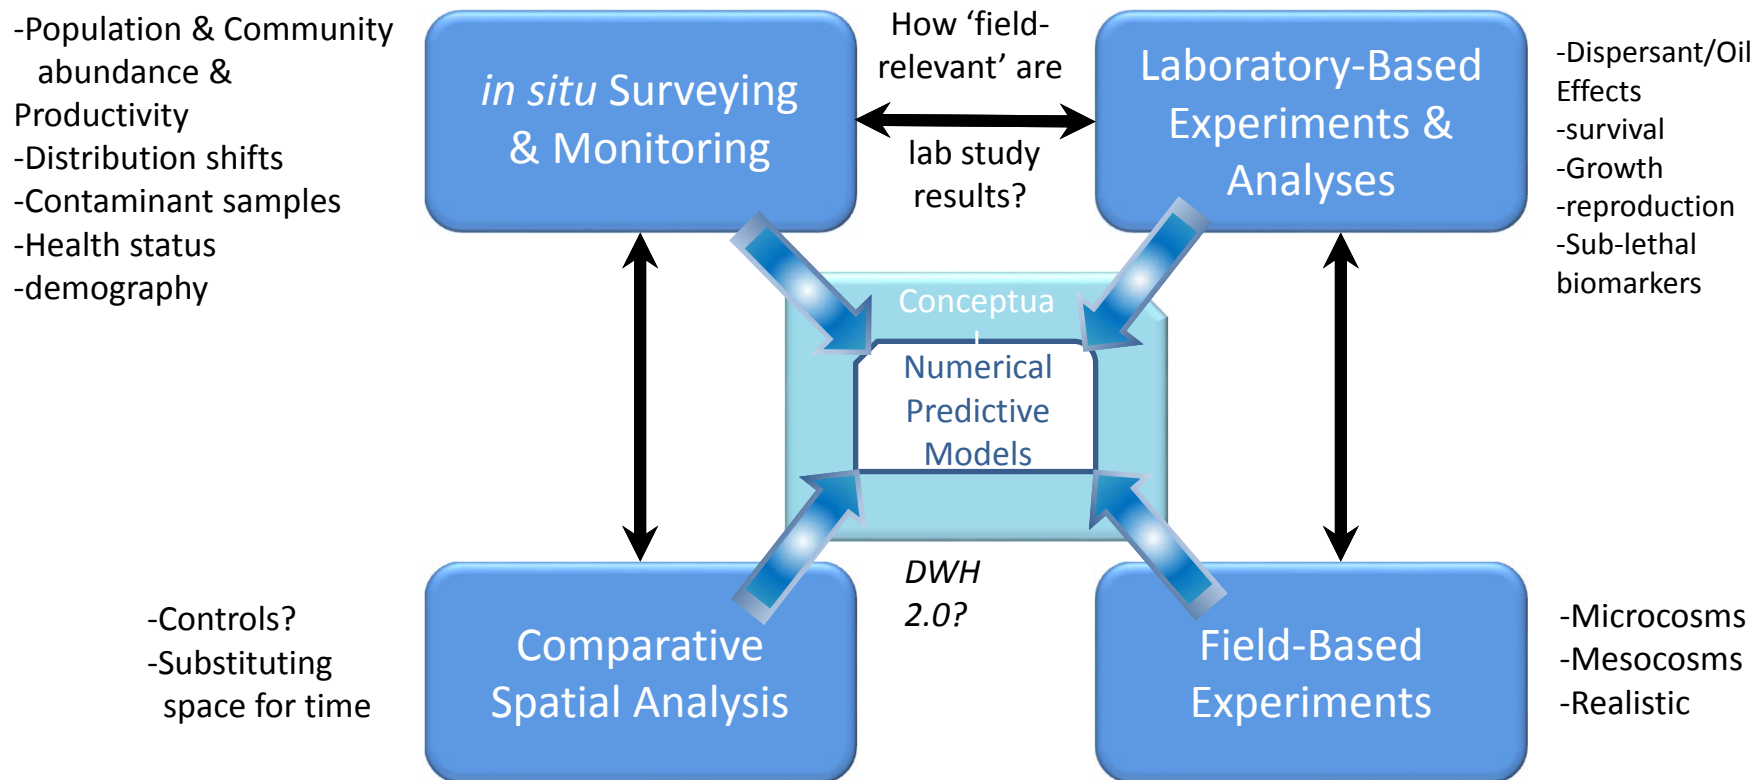 -Population & Community
abundance &
Productivity
-Distribution shifts
-Contaminant samples
-Health status
-demography
in situ Surveying
& Monitoring
How ‘field-
relevant’ are
lab study
results?
Laboratory-Based
Experiments &
Analyses
-Dispersant/Oil
Effects
-survival
-Growth
-reproduction
-Sub-lethal
biomarkers
Conceptua
l
Numerical
Predictive
Models
-Controls?
-Substituting
space for time
Comparative
Spatial Analysis
DWH
2.0?
Field-Based
Experiments
-Microcosms
-Mesocosms
-Realistic